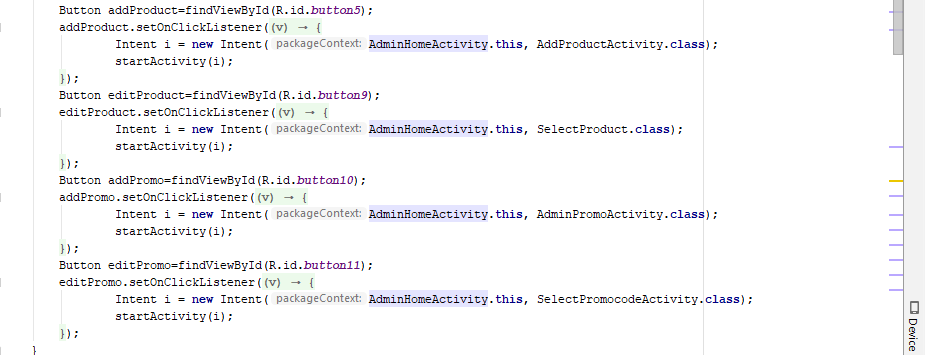 Button addProduct=findViewById(R.id.button5);
addProduct.setOnClickListener((v) → {
Intent i = new Intent( packageContext: AdminHomeActivity.this, AddProductActivity.class);
startActivity(i);
});
Button editProduct=findViewById(R.id.button9);
editProduct.setOnClickListener((v) → {
Intent i = new Intent( packageContext: AdminHomeActivity.this, SelectProduct.class);
startActivity(i);
});
Button addPromo=findViewById(R.id.button10);
addPromo.setOnClickListener((v) → {
Intent i = new Intent( packageContext: AdminHomeActivity.this, AdminPromoActivity.class);
startActivity(i);
});
Button editPromo=findViewById(R.id.button11);
editPromo.setOnClickListener((v) → {
Intent i = new Intent( packageContext: AdminHomeActivity.this, SelectPromocodeActivity.class);
startActivity(i);
});
}
Device